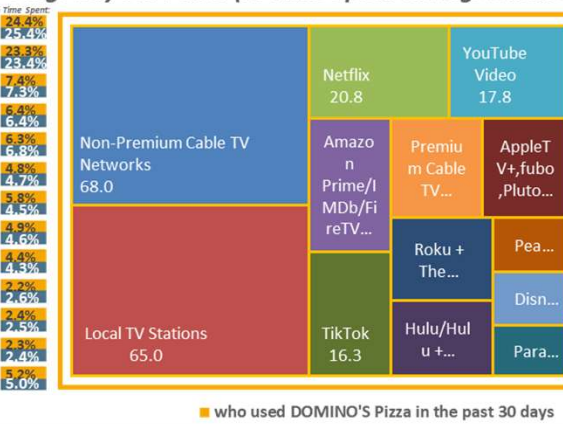 Time Spent:
24.4%
25.4%
23.3%
23.4%
7.4%
7.3%
6.4%
6.4%
6.3%
6.8%
4.8%
4.7%
5.8%
4.5%
4.9%
4.6%
4.4%
4.3%
2.2%
2.6%
2.4%
2.5%
2.3%
2.4%
5.2%
5.0%
Non-Premium Cable TV
Networks
68.0
Local TV Stations
65.0
Netflix
20.8
YouTube
Video
17.8
Amazo
n
Prime/I
MDb/Fi
reTV...
Premiu
m Cable
TV...
AppleT
V+,fubo
,Pluto...
Roku +
The...
Pea...
Disn...
TikTok
16.3
Hulu/Hul
u +...
Para...
who used DOMINO'S Pizza in the past 30 days